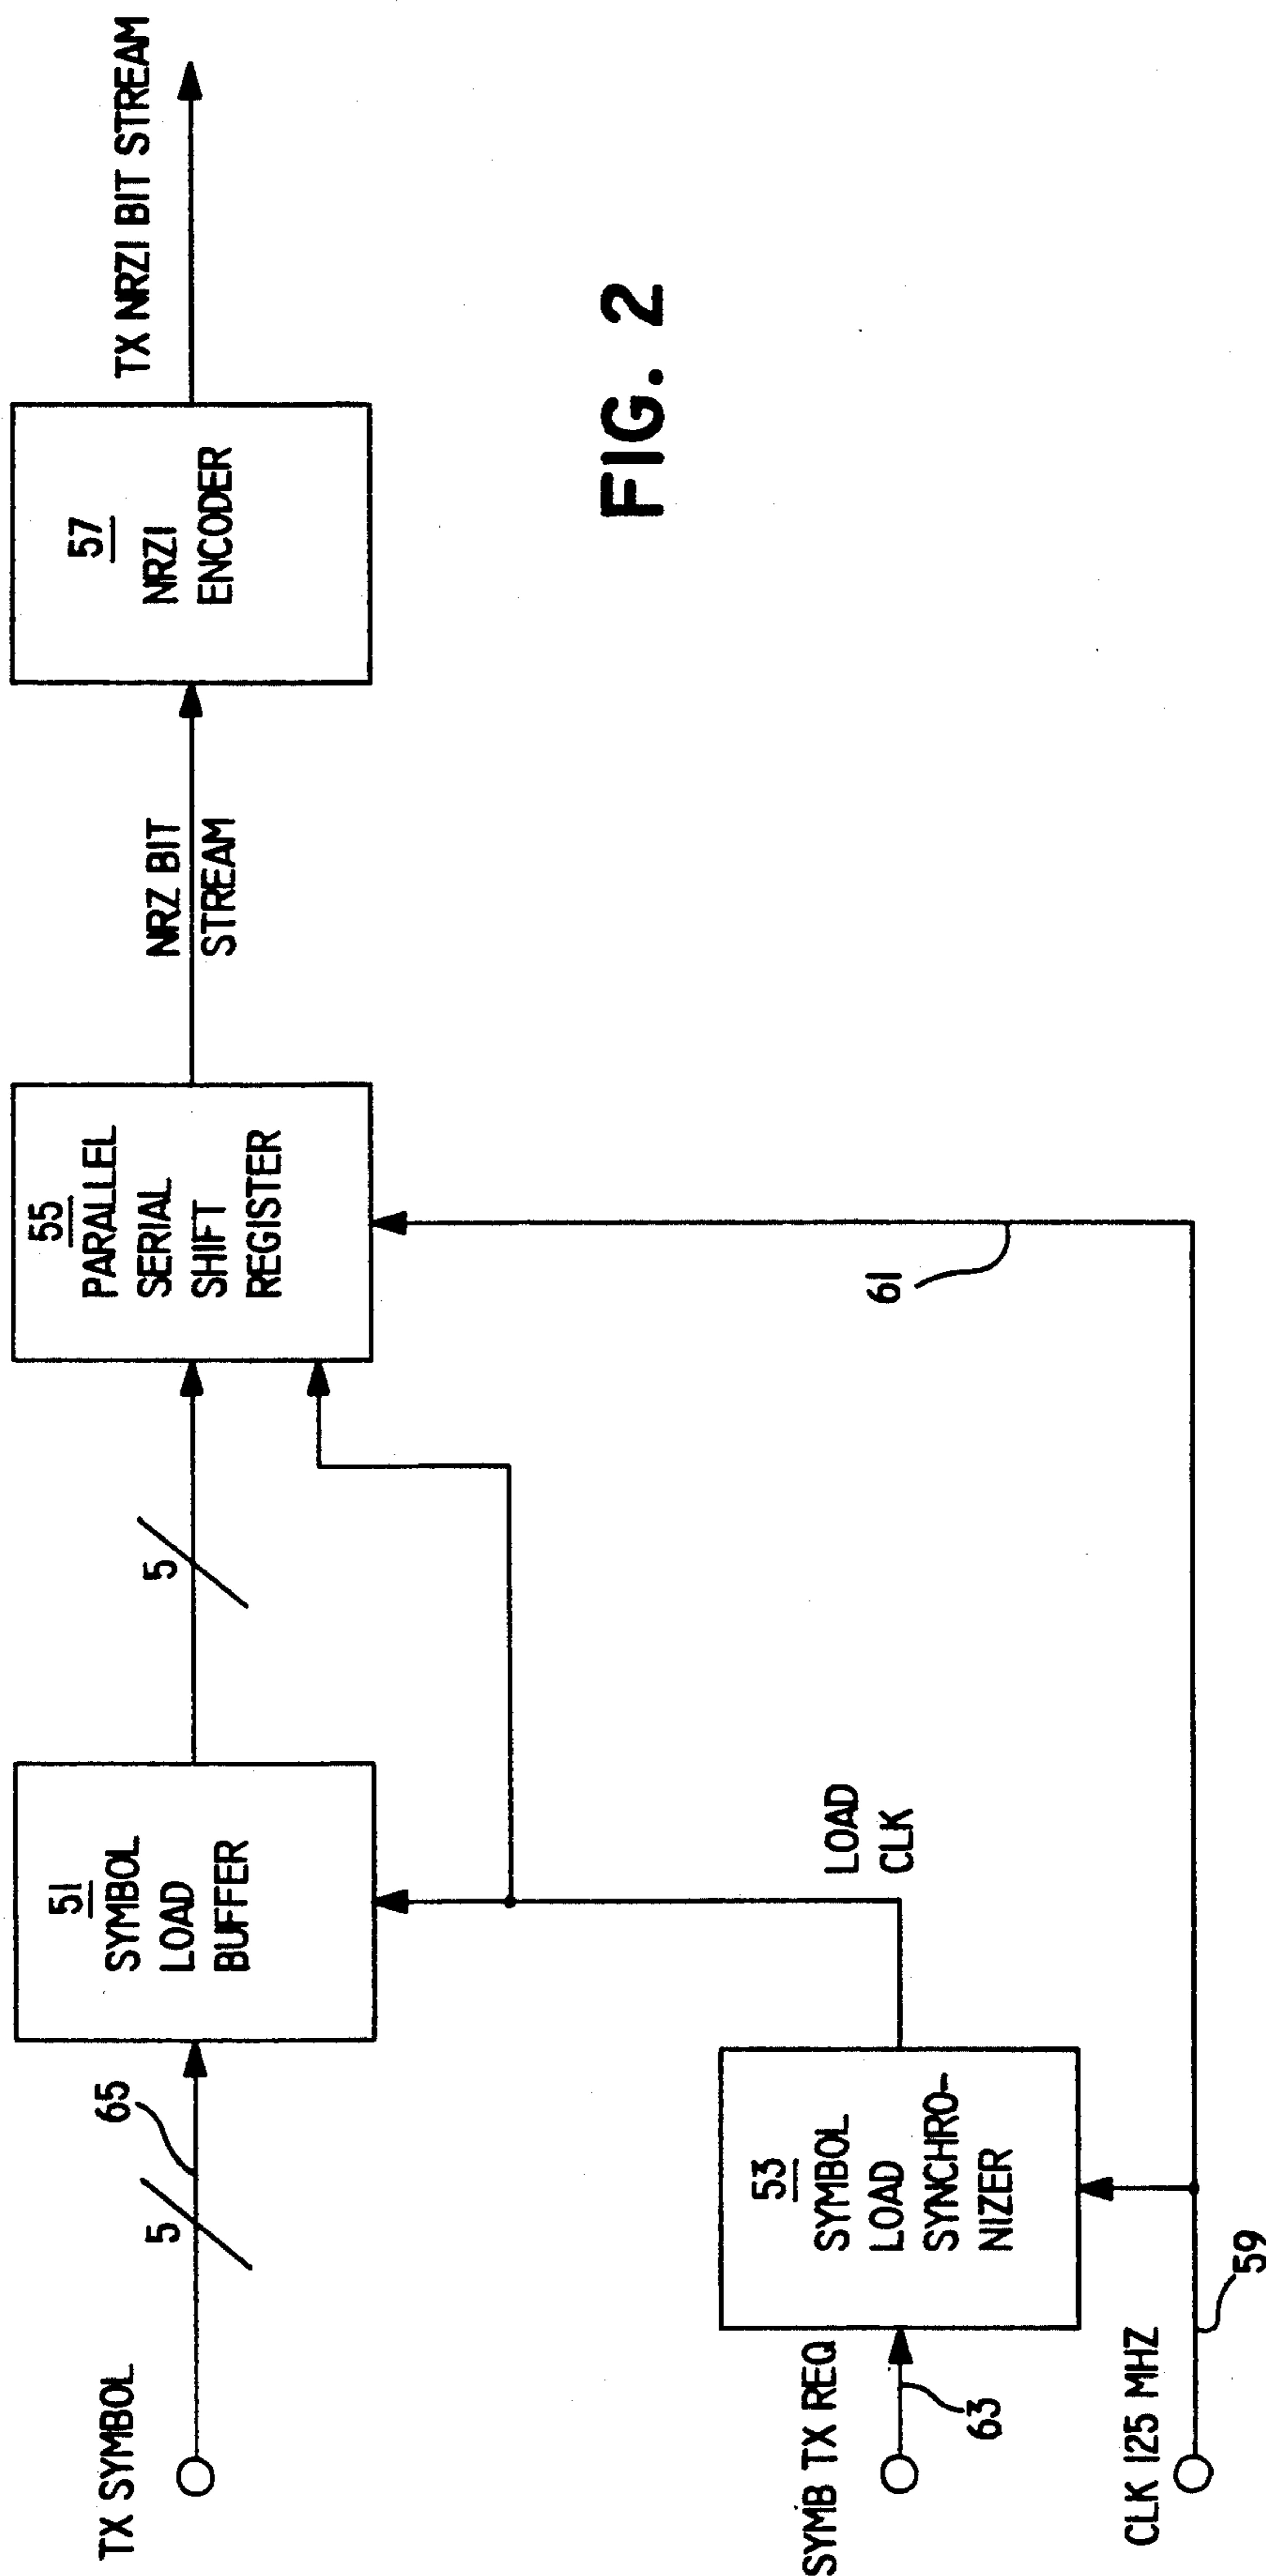 TX SYMBOL
5
65
51
SYMBOL
LOAD
BUFFER
5
55
PARALLEL
SERIAL
SHIFT
REGISTER
NRZ BIT
STREAM
57
NRZI
ENCODER
TX NRZI BIT STREAM
SYMB TX REQ
63
53
SYMBOL
LOAD
SYNCHRO-
NIZER
LOAD
CLK
CLK 125 MHZ
59
61
FIG. 2